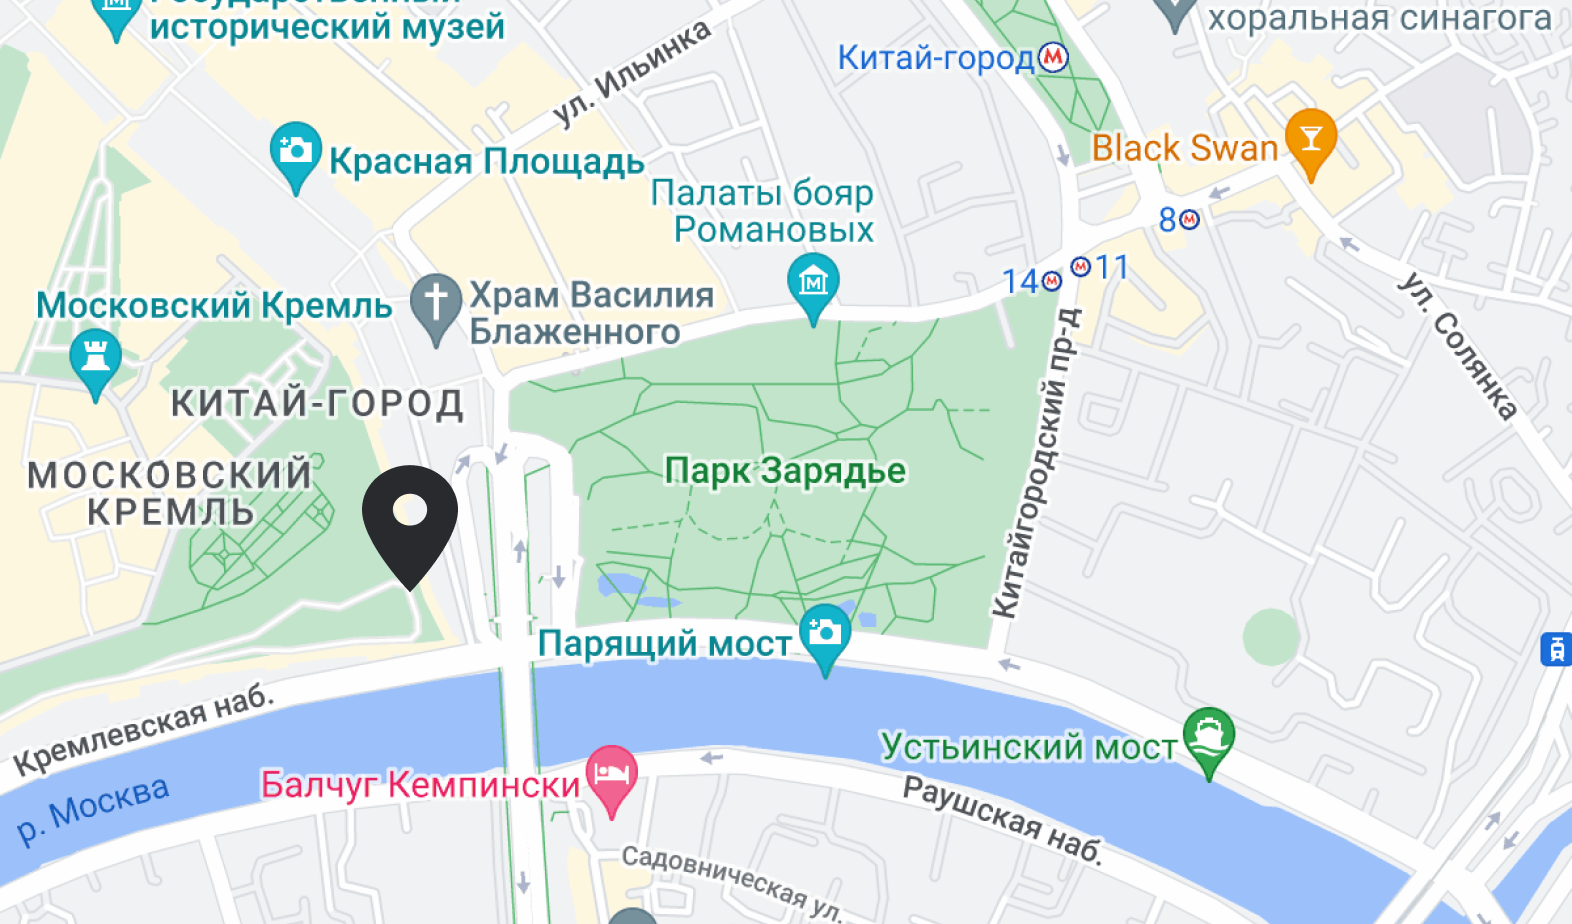 Государственный
исторический музей
хоральная синагога
ул. Ильинка
Китай-город
Black Swan
Красная Площадь
Палаты бояр
Романовых
8
14
11
Московский Кремль
Храм Василия
Блаженного
ул. Солянка
КИТАЙ-ГОРОД
Китайгородский пр-д
МОСКОВСКИЙ
КРЕМЛЬ
Парк Зарядье
Парящий мост
Кремлевская наб.
Устьинский мост
Балчуг Кемпински
р. Москва
Раушская наб.
Садовническая ул.